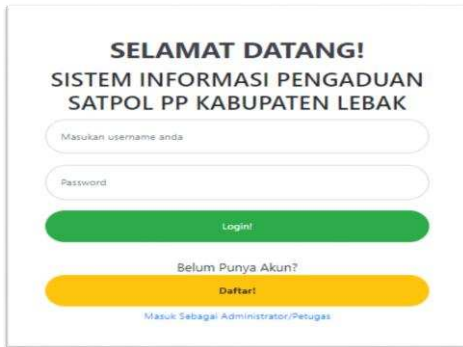 SELAMAT DATANG!
SISTEM INFORMASI PENGADUAN
SATPOL PP KABUPATEN LEBAK
Masukan username anda
Password
Login!
Belum Punya Akun?
Daftar!
Masuk Sebagai Administrator/Petugas